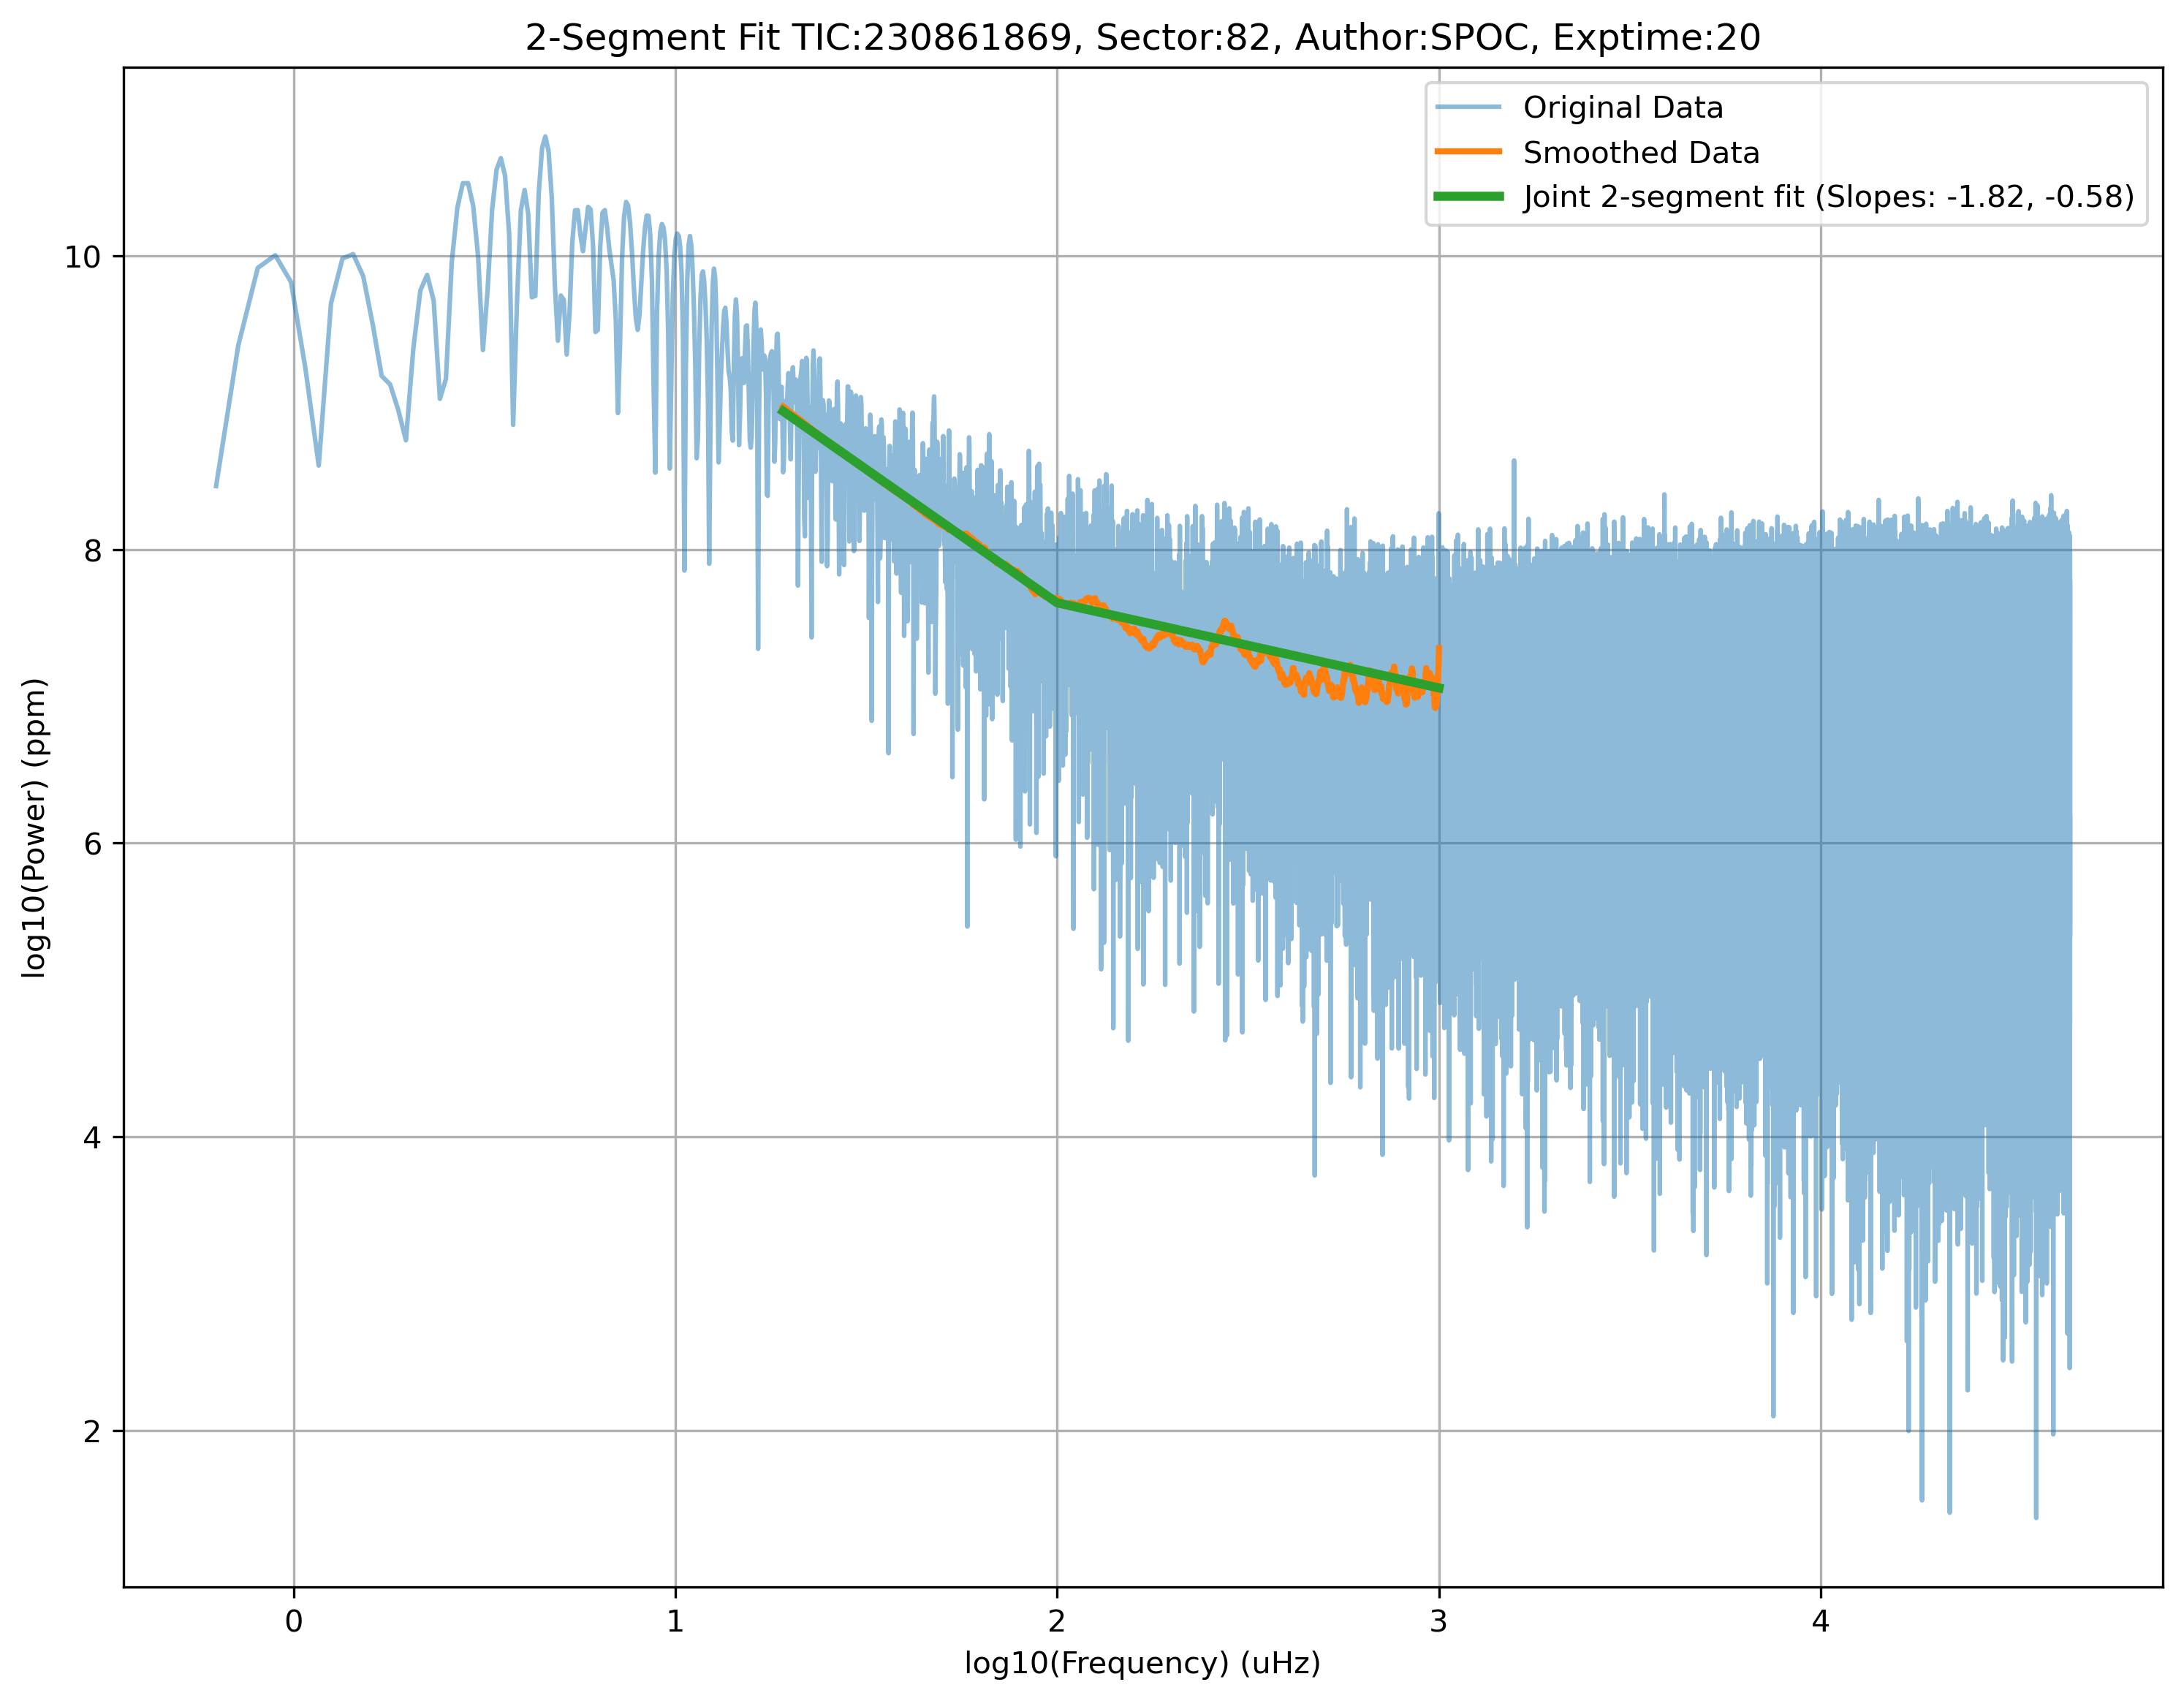 2-Segment Fit TIC:230861869, Sector:82, Author:SPOC, Exptime:20
Original Data
Smoothed Data
Joint 2-segment fit (Slopes: -1.82, -0.58)
log10(Power) (ppm)
10
8
6
4
2
0 1 2 3 4
log10(Frequency) (uHz)